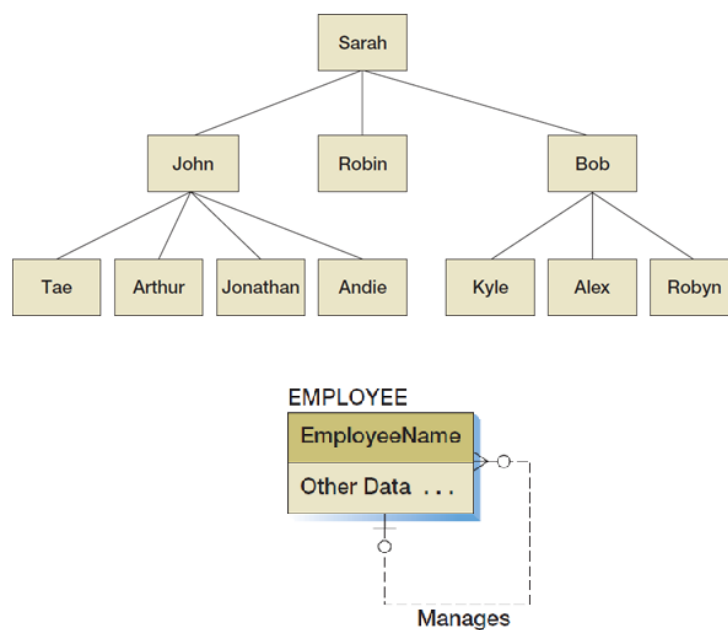 Sarah
John
Robin
Bob
Tae
Arthur
Jonathan
Andie
Kyle
Alex
Robyn
EMPLOYEE
EmployeeName
Other Data . . .
Manages